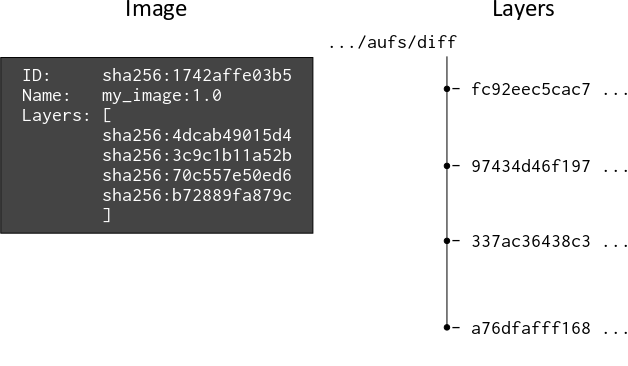 Image
ID: sha256:1742affe03b5
Name: my_image:1.0
Layers: [
sha256:4dcab49015d4
sha256:3c9c1b11a52b
sha256:70c557e50ed6
sha256:b72889fa879c
]
Layers
.../aufs/diff
fc92eec5cac7 ...
97434d46f197 ...
337ac36438c3 ...
a76dfafff168 ...